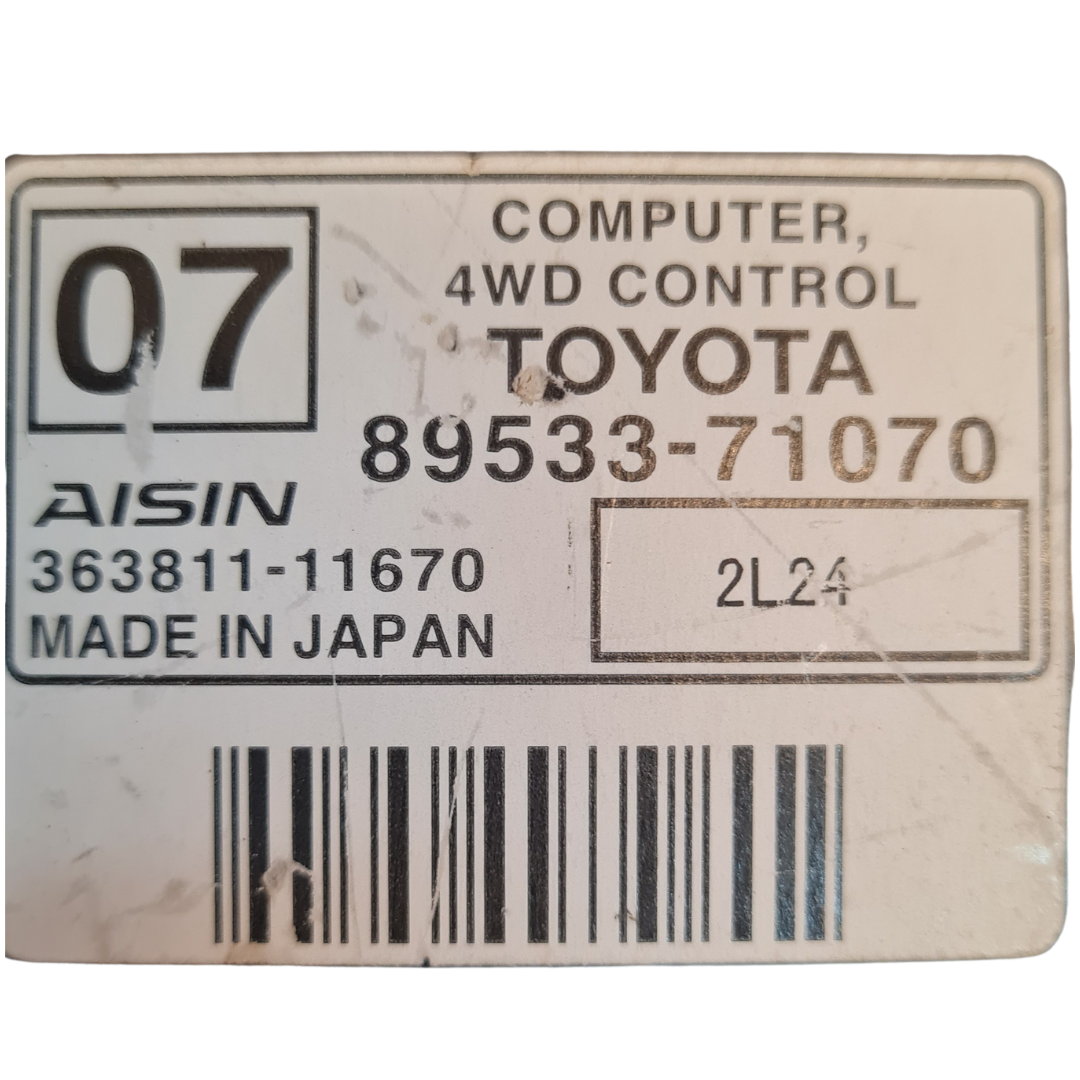 07
COMPUTER,
4WD CONTROL
TOYOTA
89533-71070
AISIN
363811-11670
MADE IN JAPAN
2L24